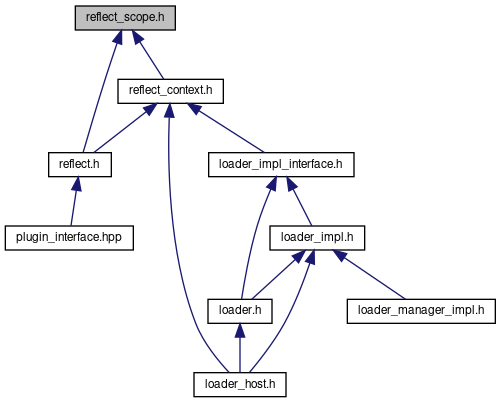 reflect_scope.h
reflect_context.h
reflect.h
loader_impl_interface.h
plugin_interface.hpp
loader_impl.h
loader.h
loader_manager_impl.h
loader_host.h